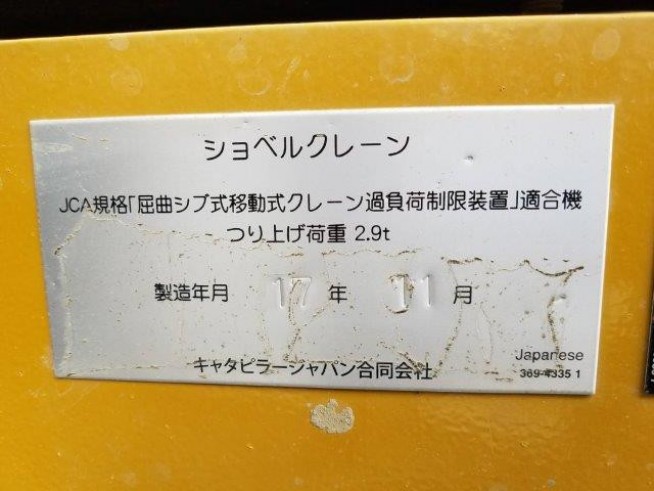 ショベルクレーン
JCA規格「屈曲ジブ式移動式クレーン過負荷制限装置」適合機
つり上げ荷重 2.9t
製造年月 17 年 11 月
キャタピラージャパン合同会社
Japanese
369-4335 1